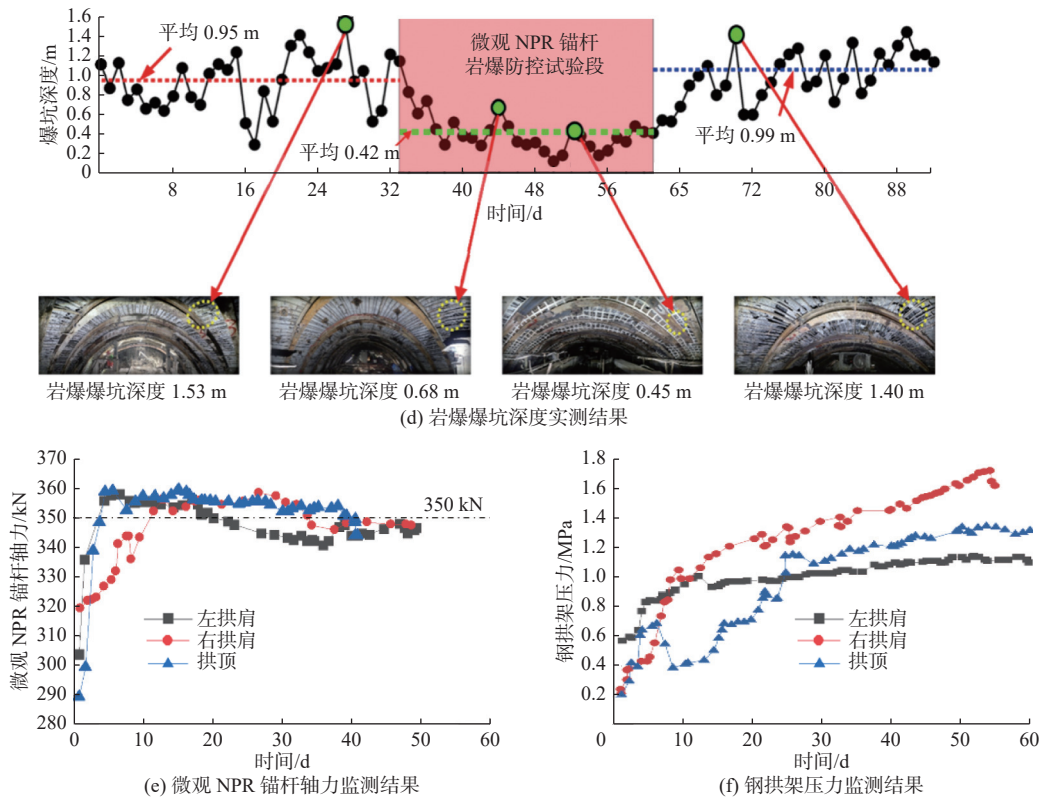 1.6
1.4
1.2
1.0
0.8
0.6
0.4
0.2
0
爆坑深度/m
平均 0.95 m
微观 NPR 锚杆
岩爆防控试验段
平均 0.42 m
平均 0.99 m
8 16 24 32 40 48 56 65 72 81 88
时间/d
岩爆爆坑深度 1.53 m 岩爆爆坑深度 0.68 m 岩爆爆坑深度 0.45 m 岩爆爆坑深度 1.40 m
(d) 岩爆爆坑深度实测结果
370
360
350
340
330
320
310
300
290
280
微观 NPR 锚杆轴力/kN
350 kN
左拱肩
右拱肩
拱顶
0 10 20 30 40 50 60
时间/d
(e) 微观 NPR 锚杆轴力监测结果
1.8
1.6
1.4
1.2
1.0
0.8
0.6
0.4
0.2
钢拱架压力/MPa
左拱肩
右拱肩
拱顶
0 10 20 30 40 50 60
时间/d
(f) 钢拱架压力监测结果